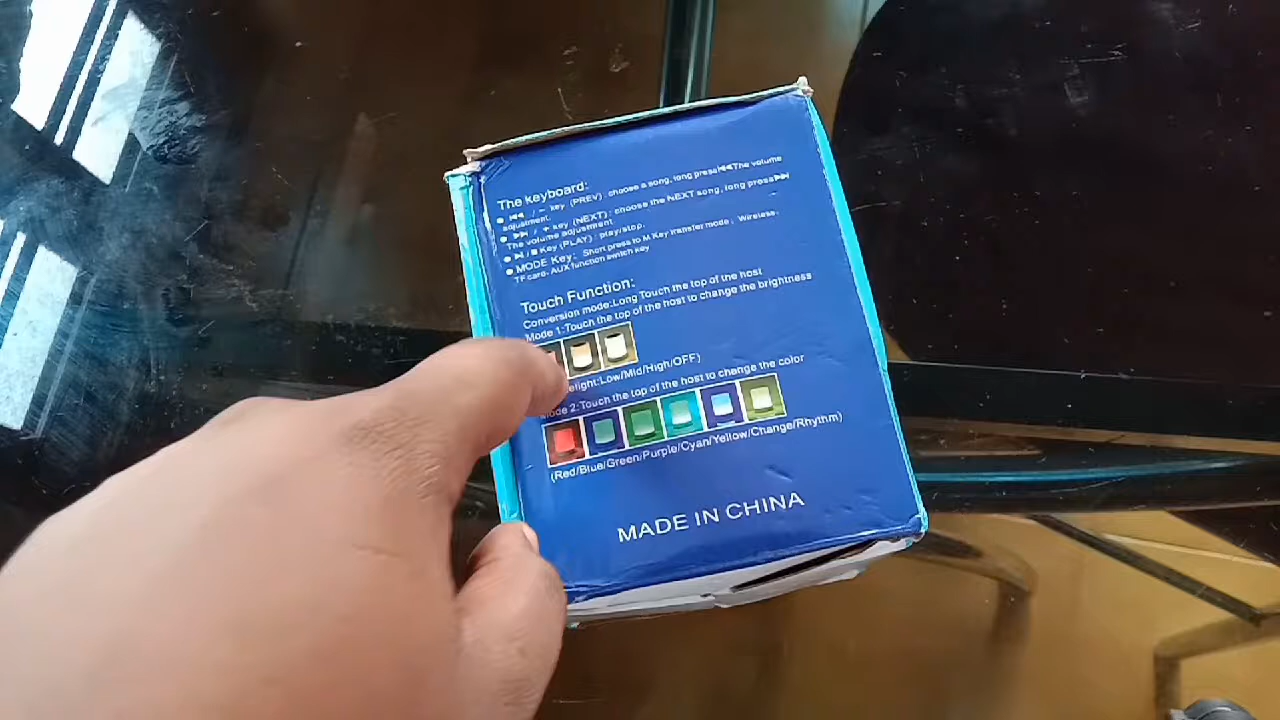 The keyboard:
● ⏮ / − key (PREV) : choose a song, long press⏮The volume
adjustment.
● ⏭ / + key (NEXT) : choose the NEXT song, long press⏭
The volume adjustment
● ⏯/■ Key (PLAY) : play/stop.
● MODE Key: Short press to M Key transfer mode , Wireless,
TF card, AUX function switch key
Touch Function:
Conversion mode:Long Touch the top of the host
Mode 1:Touch the top of the host to change the brightness
:Low/Mid/High/OFF)
Mode 2:Touch the top of the host to change the color
(Red/Blue/Green/Purple/Cyan/Yellow/Change/Rhythm)
MADE IN CHINA